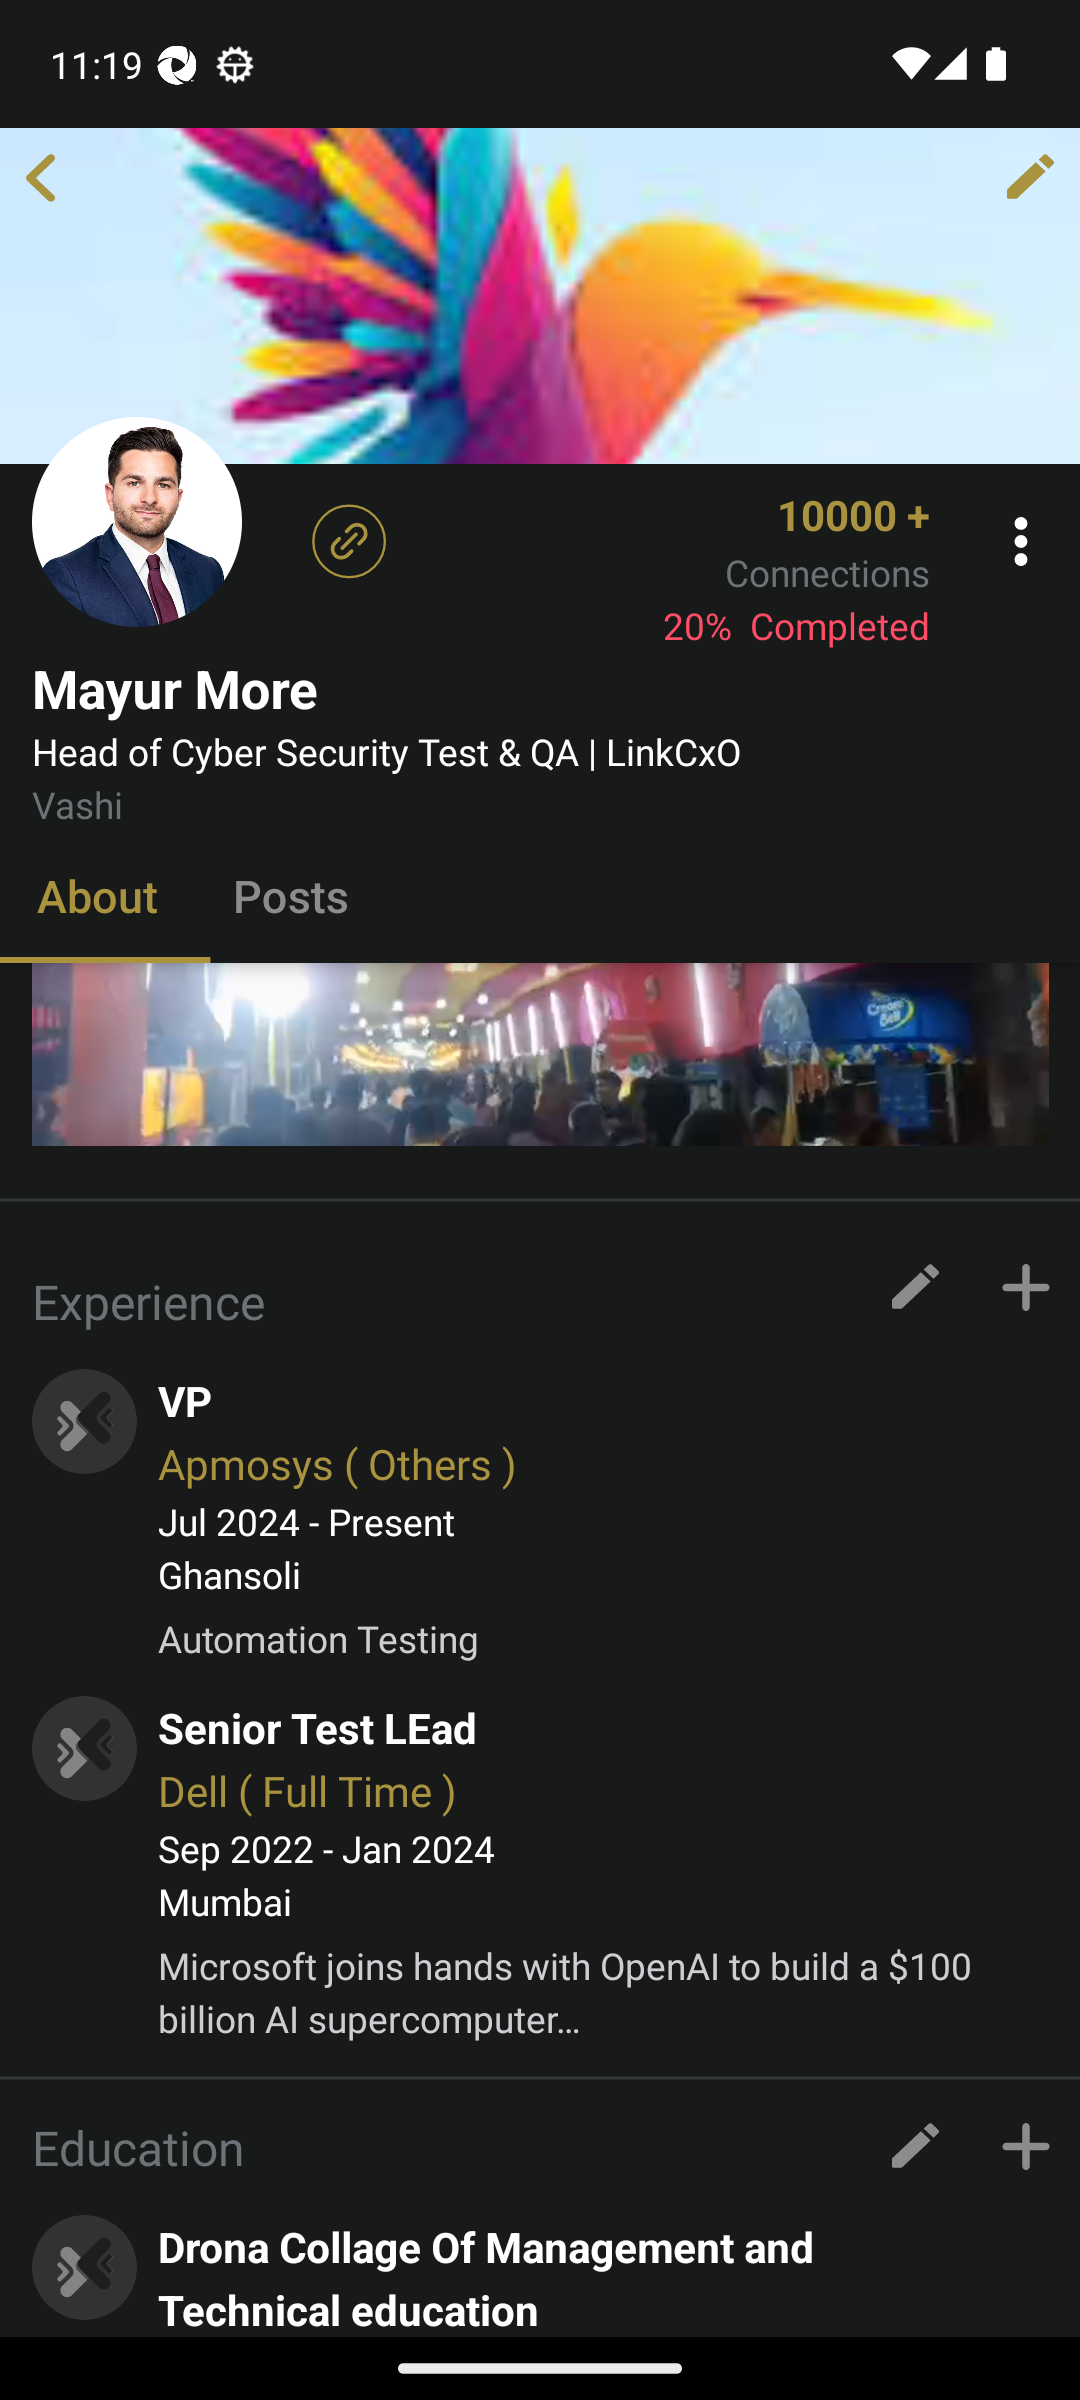 11:19
10000 +
Connections
20% Completed
Mayur More
Head of Cyber Security Test & QA | LinkCxO
Vashi
About Posts
Cream
Bell
Experience
VP
Apmosys ( Others )
Jul 2024 - Present
Ghansoli
Automation Testing
Senior Test LEad
Dell ( Full Time )
Sep 2022 - Jan 2024
Mumbai
Microsoft joins hands with OpenAI to build a $100
billion AI supercomputer...
Education
Drona Collage Of Management and
Technical education